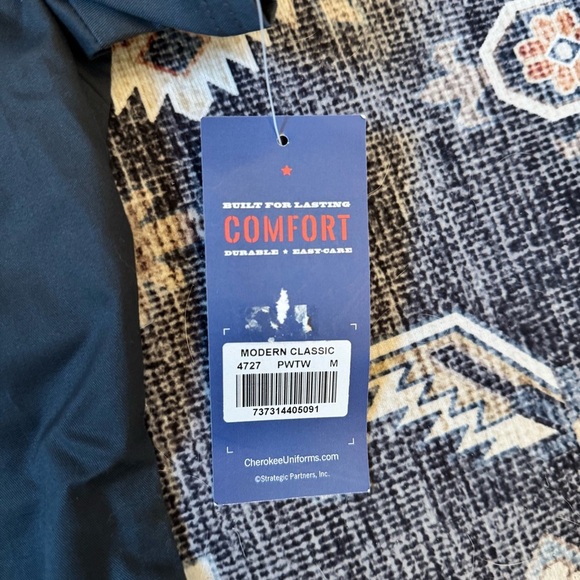 BUILT FOR LASTING
COMFORT
DURABLE ★ EASY-CARE
MODERN CLASSIC
4727 PWTW M
737314405091
CherokeeUniforms.com
©Strategic Partners, Inc.